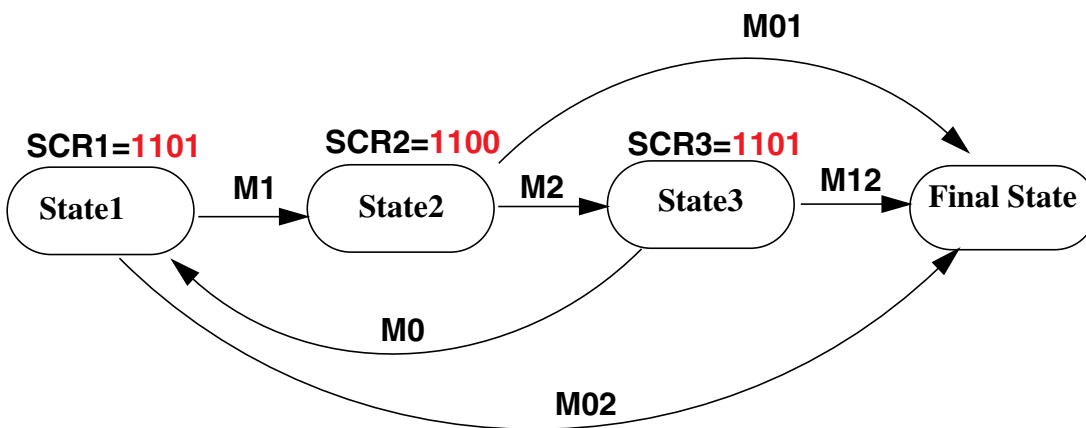 M01
SCR1=1101
SCR2=1100
SCR3=1101
State1
M1
State2
M2
State3
M12
Final State
M0
M02